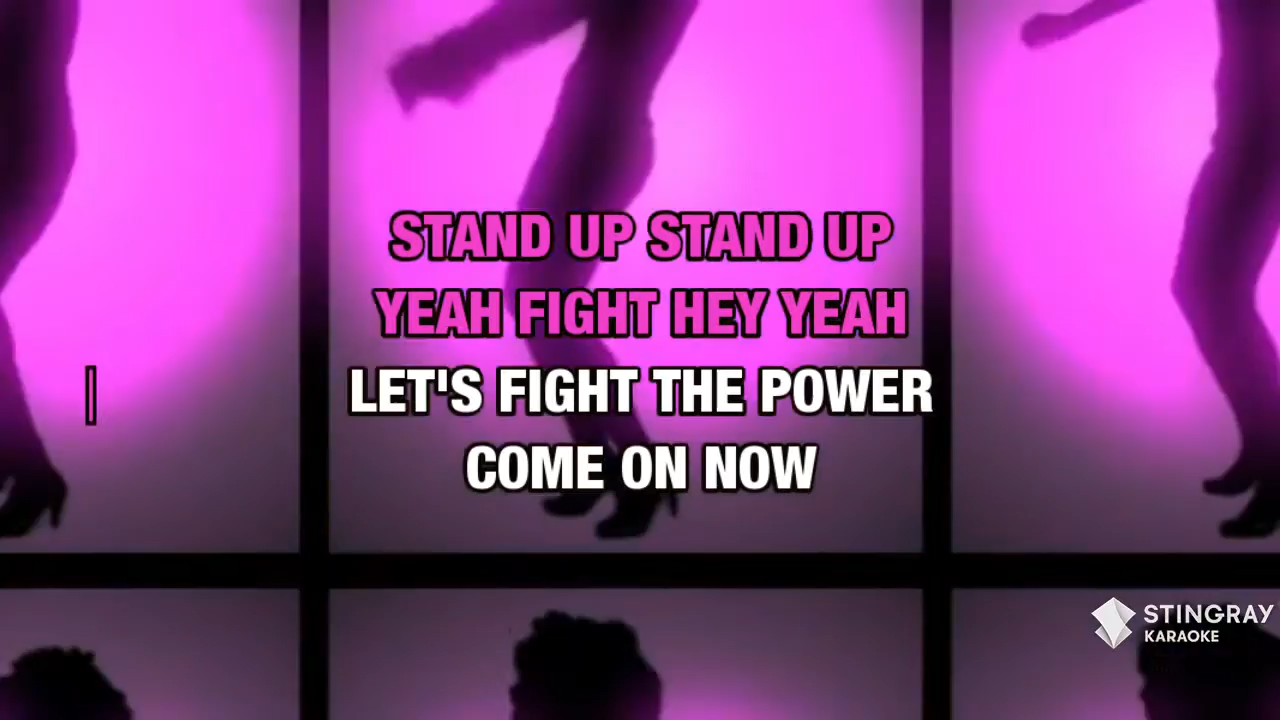 STAND UP STAND UP
YEAH FIGHT HEY YEAH
LET'S FIGHT THE POWER
COME ON NOW
STINGRAY
KARAOKE